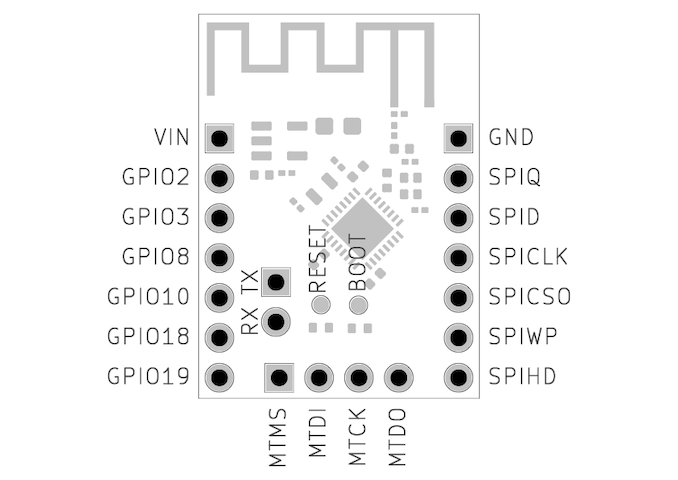 VIN
GPIO2
GPIO3
GPIO8
GPIO10
GPIO18
GPIO19
TX
RX
RESET
BOOT
GND
SPIQ
SPID
SPICLK
SPICSO
SPIWP
SPIHD
MTMS
MTDI
MTCK
MTDO